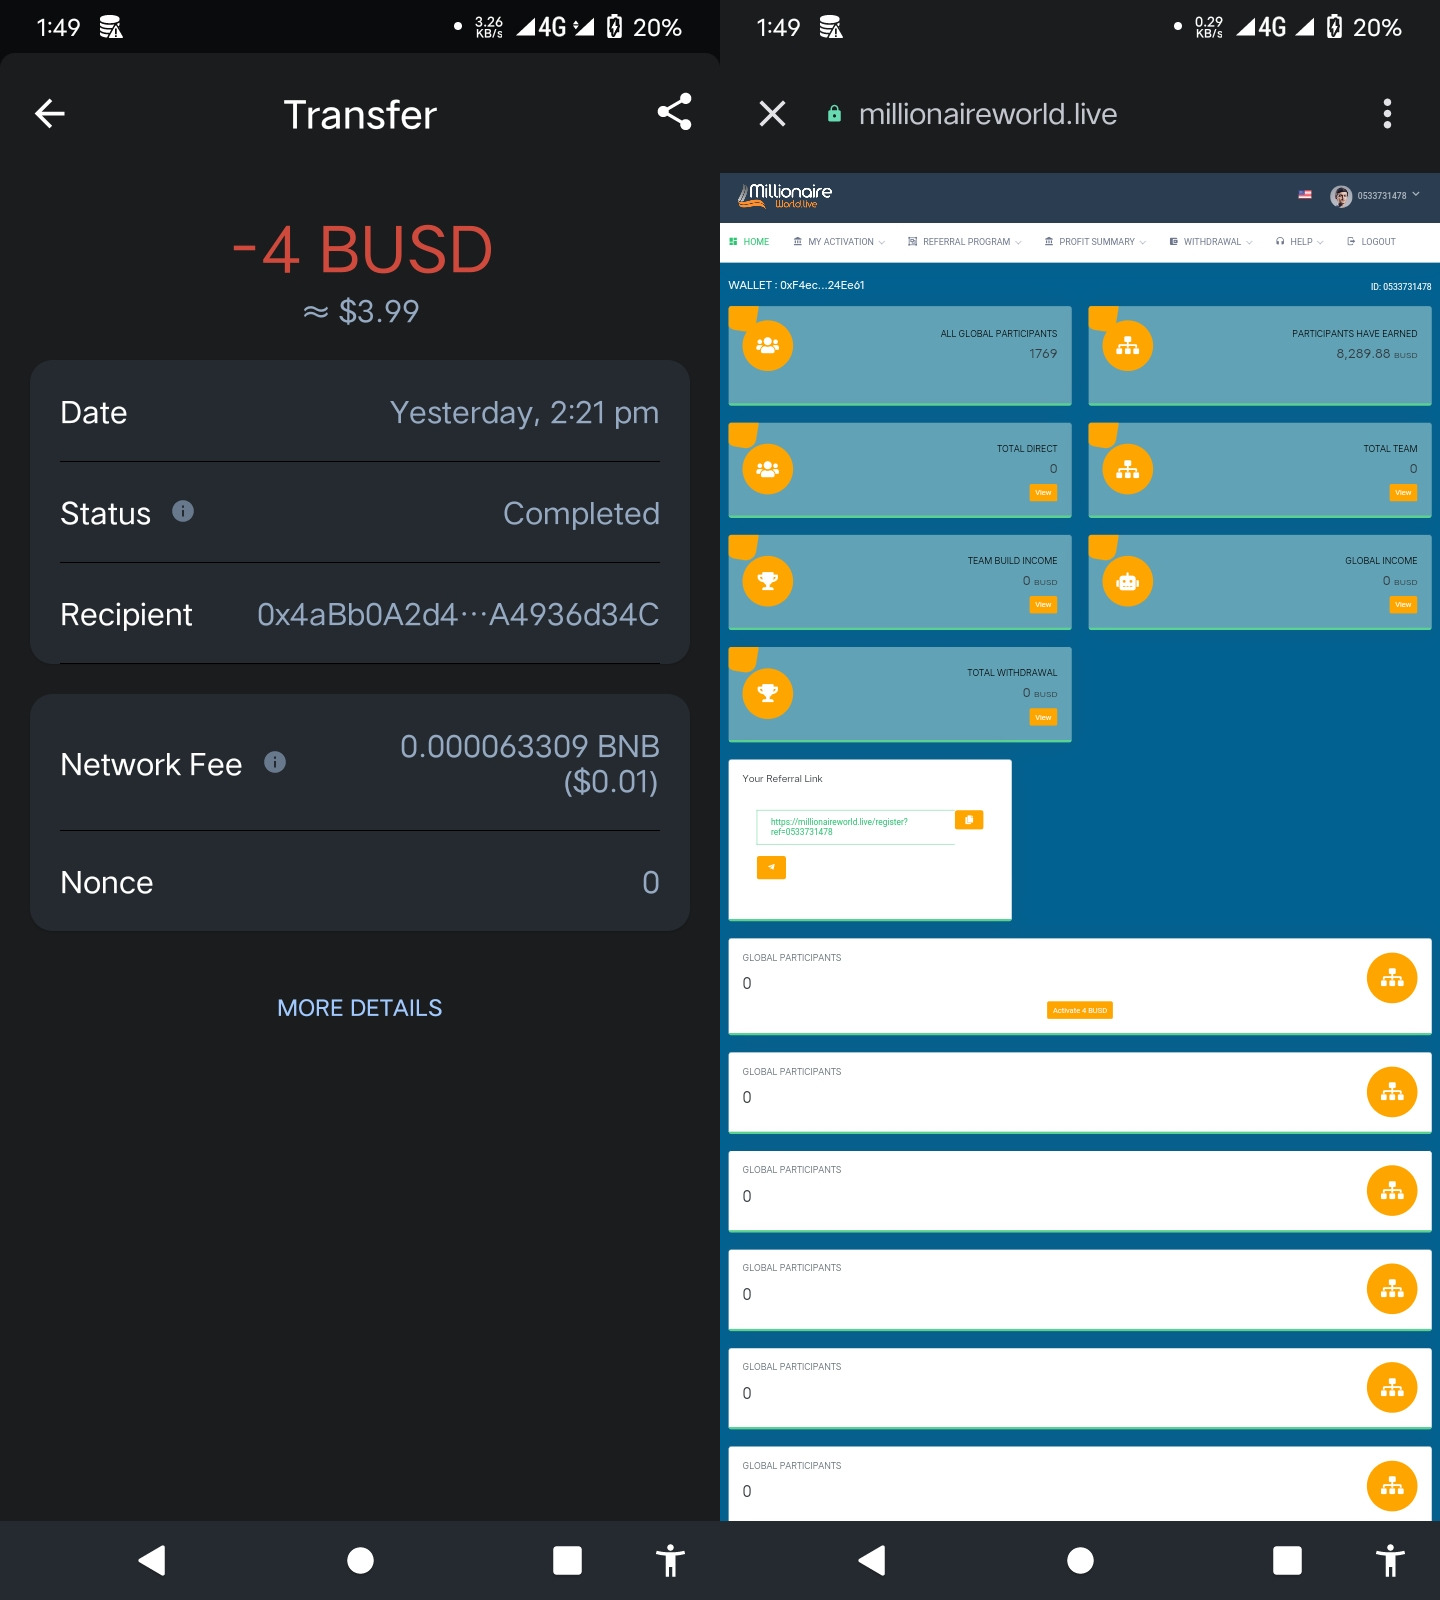 1:49
3.26
KB/s
4G
20%
Transfer
-4 BUSD
≈ $3.99
Date
Yesterday, 2:21 pm
Status
Completed
Recipient
0x4aBb0A2d4···A4936d34C
Network Fee
0.000063309 BNB
($0.01)
Nonce
0
MORE DETAILS
1:49
0.29
KB/s
4G
20%
millionaireworld.live
Millionaire
World.live
0533731478
HOME
MY ACTIVATION
REFERRAL PROGRAM
PROFIT SUMMARY
WITHDRAWAL
HELP
LOGOUT
WALLET : 0xF4ec...24Ee61
ID: 0533731478
ALL GLOBAL PARTICIPANTS
1769
PARTICIPANTS HAVE EARNED
8,289.88 BUSD
TOTAL DIRECT
0
View
TOTAL TEAM
0
View
TEAM BUILD INCOME
0 BUSD
View
GLOBAL INCOME
0 BUSD
View
TOTAL WITHDRAWAL
0 BUSD
View
Your Referral Link
https://millionaireworld.live/register?
ref=0533731478
GLOBAL PARTICIPANTS
0
Activate 4 BUSD
GLOBAL PARTICIPANTS
0
GLOBAL PARTICIPANTS
0
GLOBAL PARTICIPANTS
0
GLOBAL PARTICIPANTS
0
GLOBAL PARTICIPANTS
0